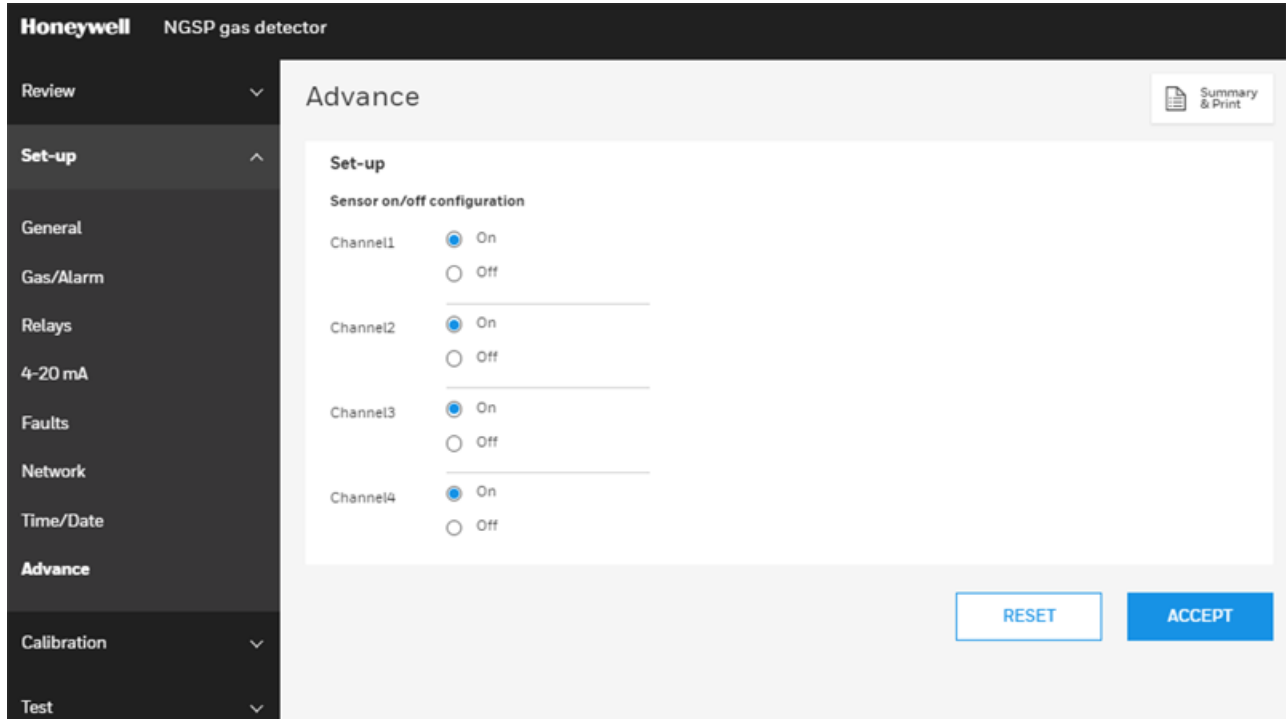 Honeywell NGSP gas detector
Review
Set-up
General
Gas/Alarm
Relays
4-20 mA
Faults
Network
Time/Date
Advance
Calibration
Test
Advance
Summary
& Print
Set-up
Sensor on/off configuration
Channel1
On
Off
Channel2
On
Off
Channel3
On
Off
Channel4
On
Off
RESET
ACCEPT